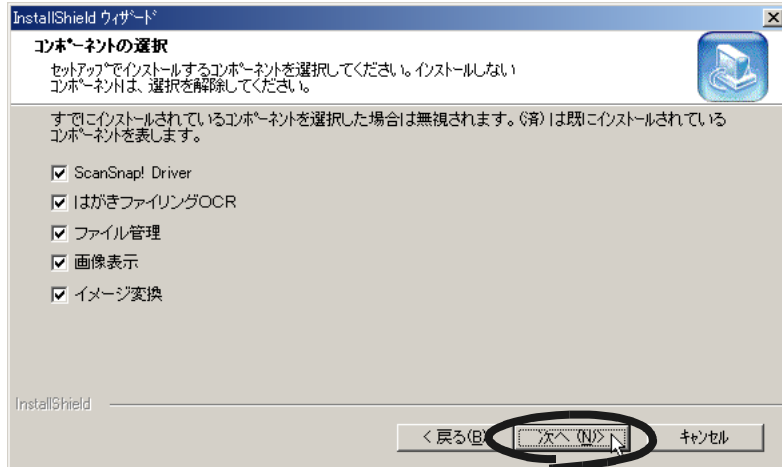 InstallShield ウィザード
コンポーネントの選択
セットアップでインストールするコンポーネントを選択してください。インストールしない
コンポーネントは、選択を解除してください。
すでにインストールされているコンポーネントを選択した場合は無視されます。(済)は既にインストールされている
コンポーネントを表します。
ScanSnap! Driver
はがきファイリングOCR
ファイル管理
画像表示
イメージ変換
InstallShield
< 戻る(B)
次へ (N)>
キャンセル